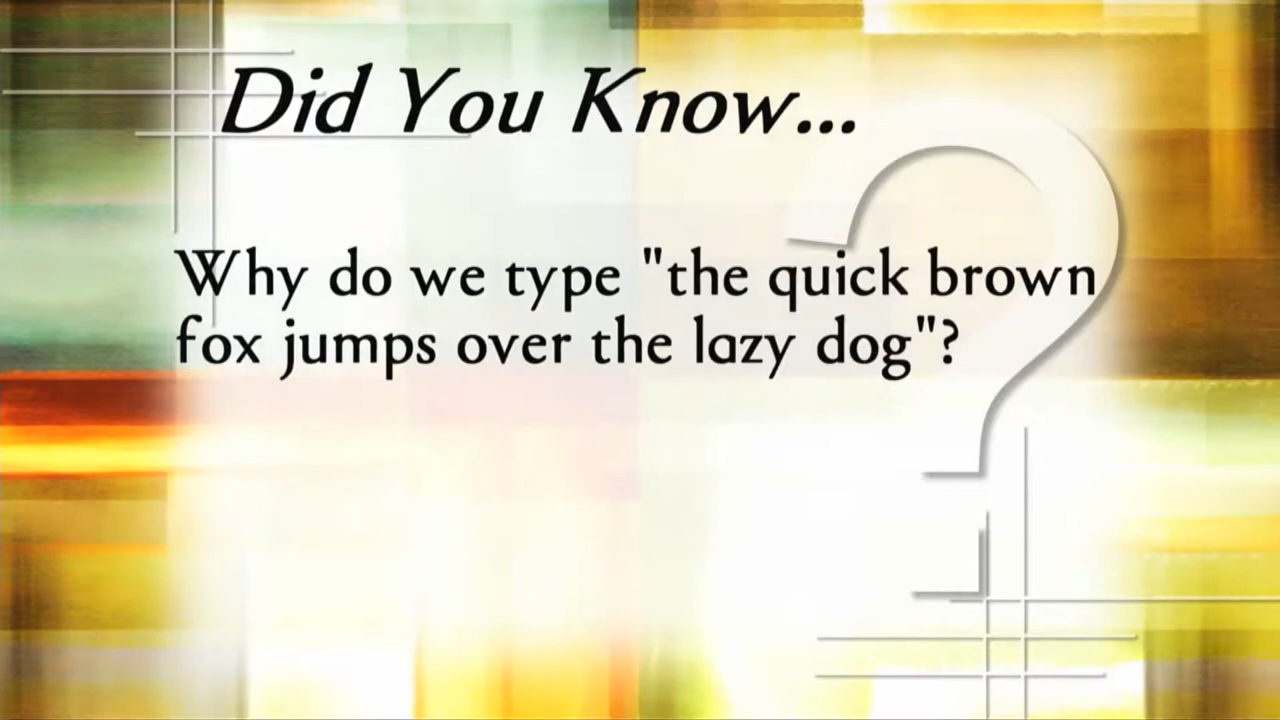 Did You Know...
Why do we type "the quick brown
fox jumps over the lazy dog"?